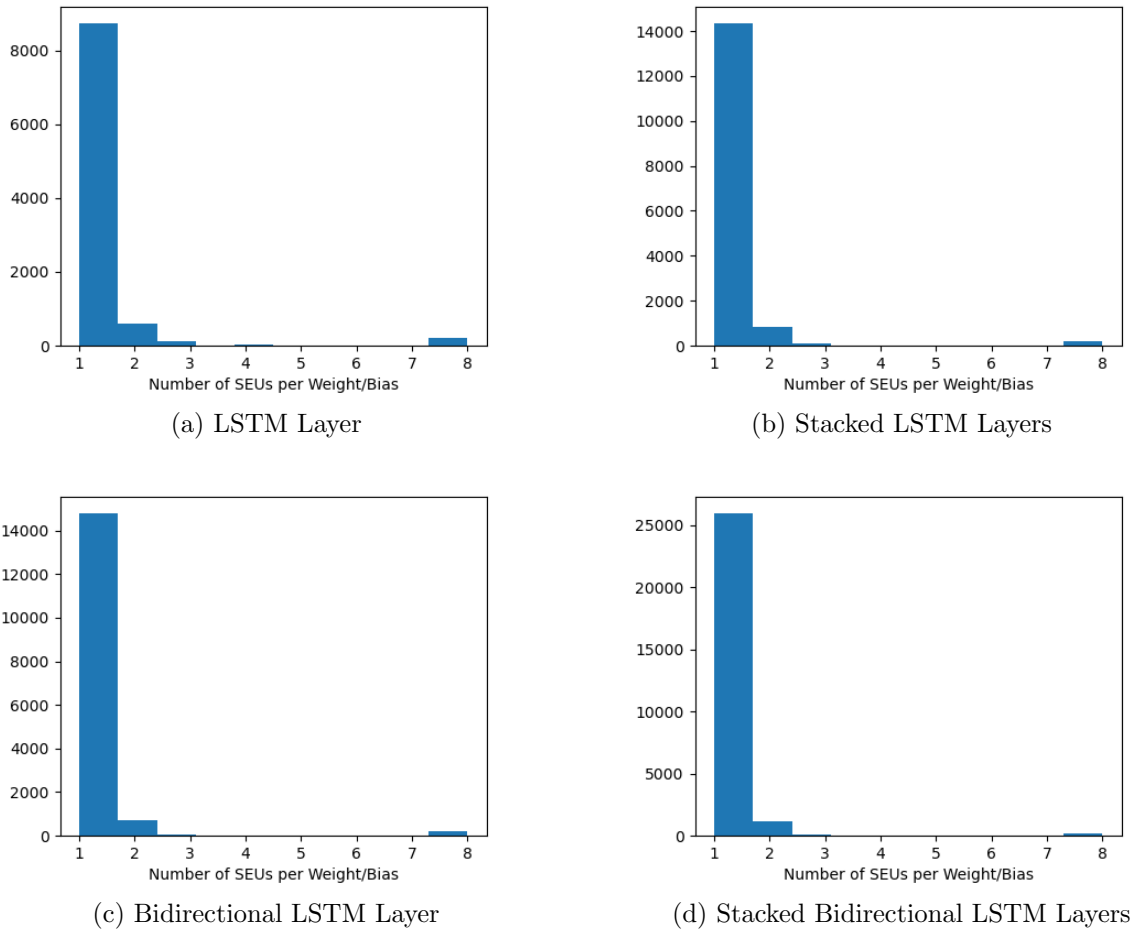 8000
6000
4000
2000
0
1 2 3 4 5 6 7 8
Number of SEUs per Weight/Bias
(a) LSTM Layer
14000
12000
10000
8000
6000
4000
2000
0
1 2 3 4 5 6 7 8
Number of SEUs per Weight/Bias
(b) Stacked LSTM Layers
14000
12000
10000
8000
6000
4000
2000
0
1 2 3 4 5 6 7 8
Number of SEUs per Weight/Bias
(c) Bidirectional LSTM Layer
25000
20000
15000
10000
5000
0
1 2 3 4 5 6 7 8
Number of SEUs per Weight/Bias
(d) Stacked Bidirectional LSTM Layers